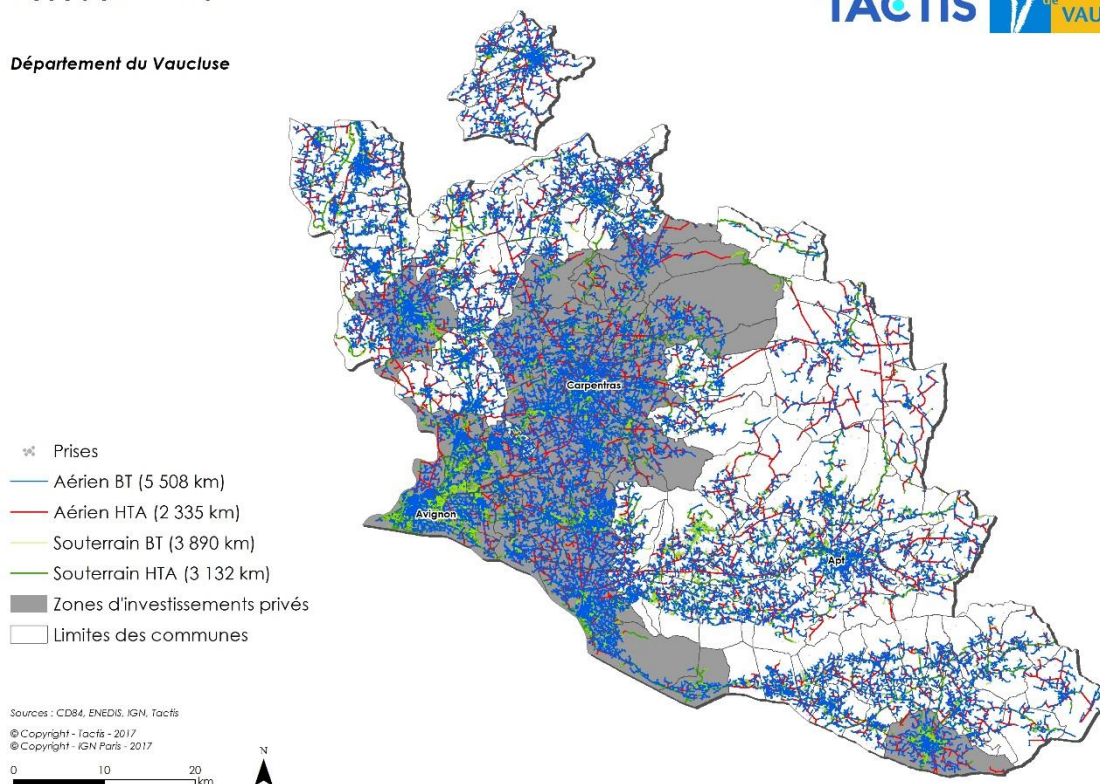 TACTIS
de
VAU
Département du Vaucluse
Carpentras
Avignon
Apt
Prises
Aérien BT (5 508 km)
Aérien HTA (2 335 km)
Souterrain BT (3 890 km)
Souterrain HTA (3 132 km)
Zones d'investissements privés
Limites des communes
Sources : CD84, ENEDIS, IGN, Tactis
© Copyright - Tactis - 2017
© Copyright - IGN Paris - 2017
N
0 10 20
km